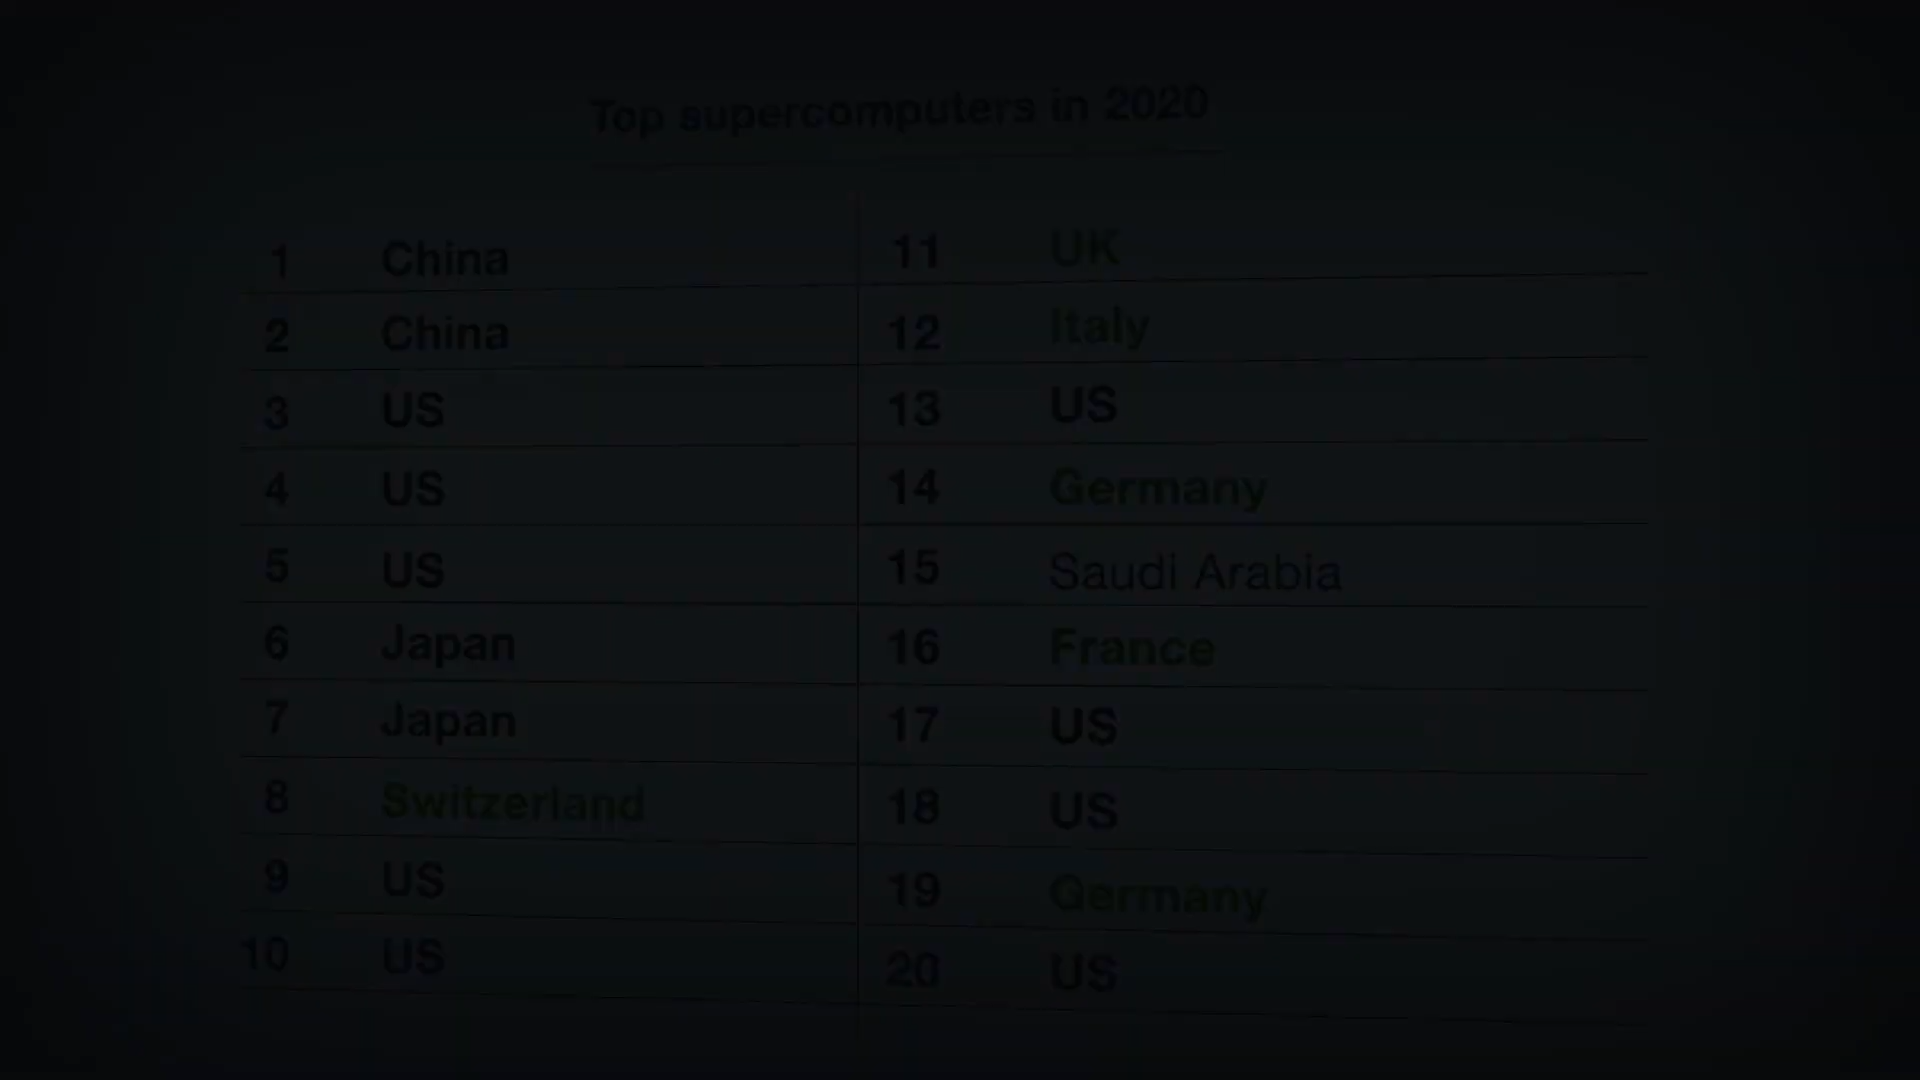 Top supercomputers in 2020
1 China
2 China
3 US
4 US
5 US
6 Japan
7 Japan
8 Switzerland
9 US
10 US
11 UK
12 Italy
13 US
14 Germany
15 Saudi Arabia
16 France
17 US
18 US
19 Germany
20 US